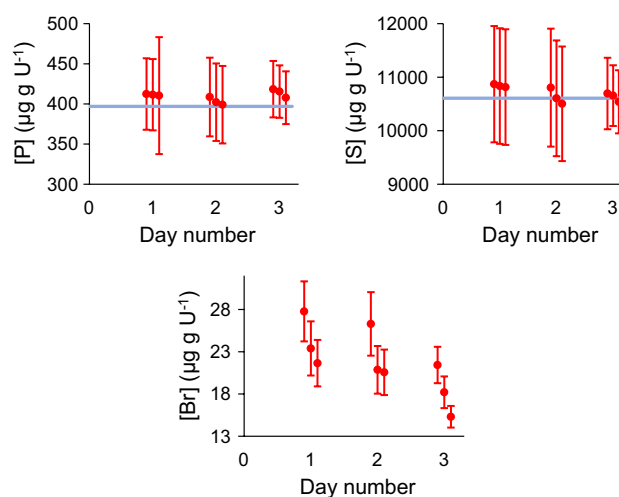 [P] (µg g U-1)
500
450
400
350
300
0 1 2 3
Day number
[S] (µg g U-1)
12000
11000
10000
9000
0 1 2 3
Day number
[Br] (µg g U-1)
28
23
18
13
0 1 2 3
Day number